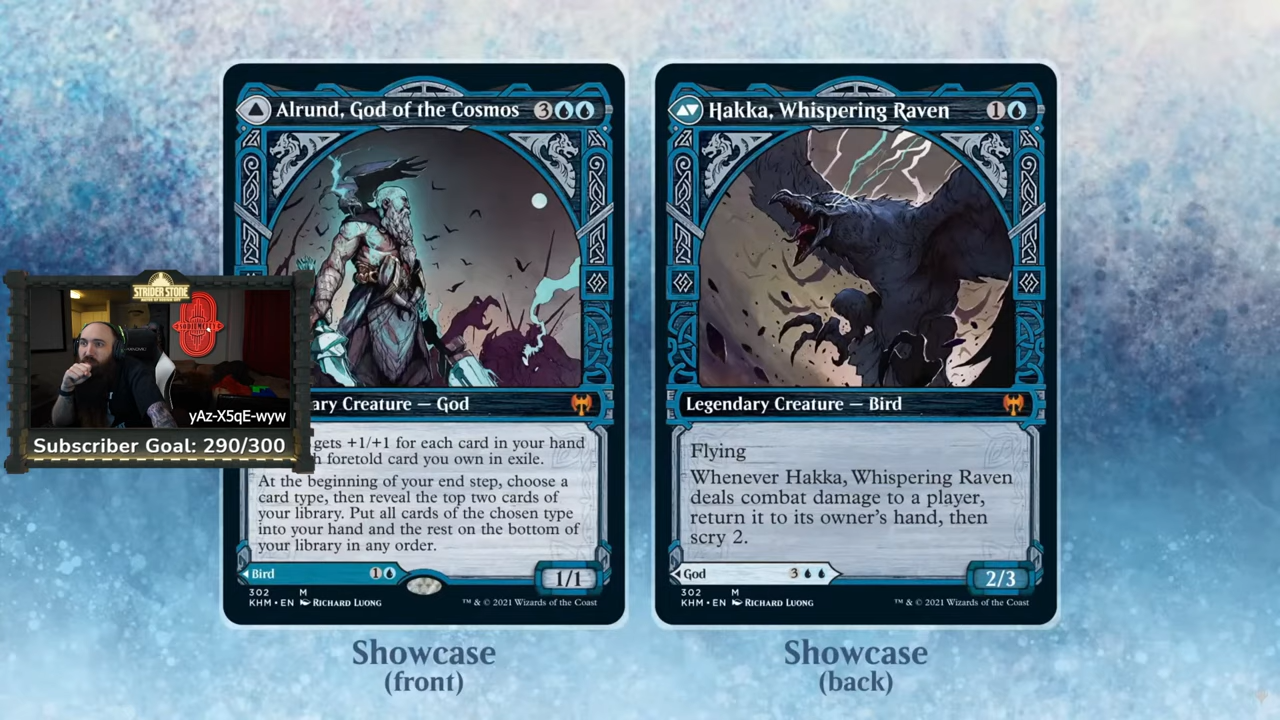 Alrund, God of the Cosmos 3
ary Creature — God
gets +1/+1 for each card in your hand
foretold card you own in exile.
At the beginning of your end step, choose a
card type, then reveal the top two cards of
your library. Put all cards of the chosen type
into your hand and the rest on the bottom of
your library in any order.
Bird 1
1/1
302 M
KHM • EN RICHARD LUONG
™ & © 2021 Wizards of the Coast
Showcase
(front)
Hakka, Whispering Raven 1
Legendary Creature — Bird
Flying
Whenever Hakka, Whispering Raven
deals combat damage to a player,
return it to its owner's hand, then
scry 2.
God 3
2/3
302 M
KHM • EN RICHARD LUONG
™ & © 2021 Wizards of the Coast
Showcase
(back)
STRIDER STONE
yAz-X5qE-wyw
Subscriber Goal: 290/300